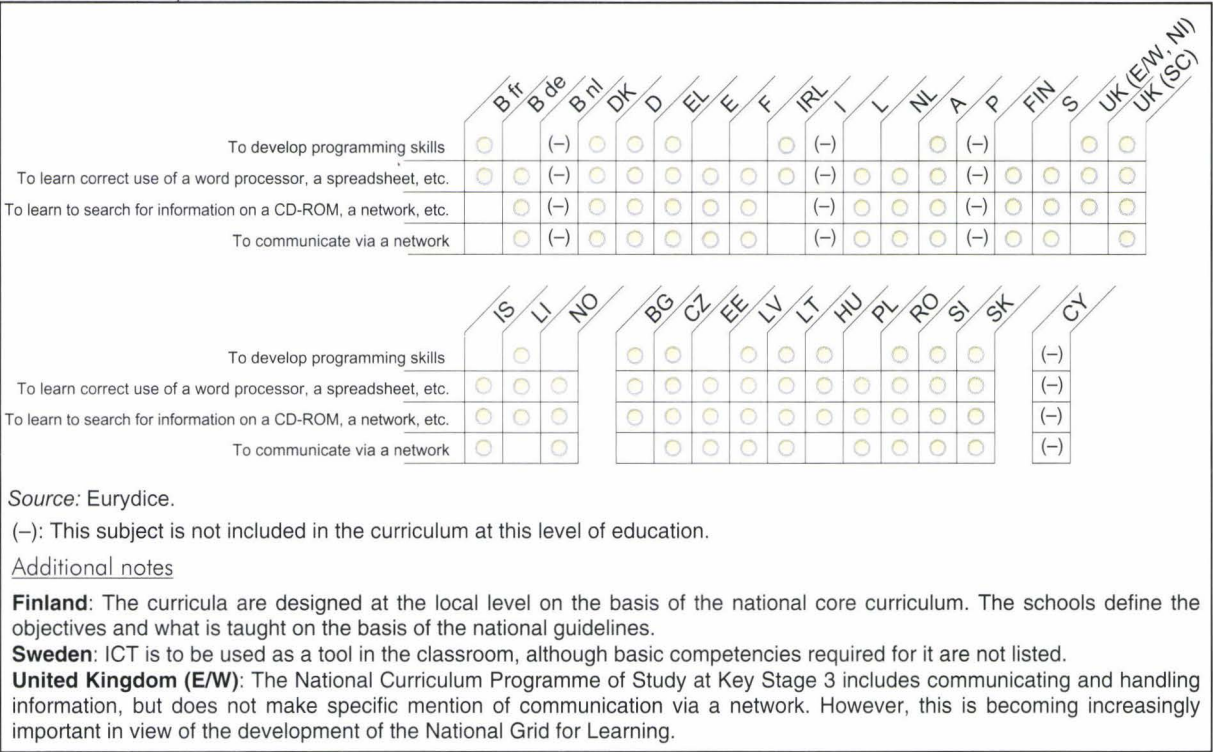 B fr B de B nl DK D EL E F IRL I L NL A P FIN S UK (E/W, NI) UK (SC)
To develop programming skills (–) (–) (–)
To learn correct use of a word processor, a spreadsheet, etc. (–) (–) (–)
To learn to search for information on a CD-ROM, a network, etc. (–) (–) (–)
To communicate via a network (–) (–) (–)
IS LI NO BG CZ EE LV LT HU PL RO SI SK CY
To develop programming skills (–)
To learn correct use of a word processor, a spreadsheet, etc. (–)
To learn to search for information on a CD-ROM, a network, etc. (–)
To communicate via a network (–)
Source: Eurydice.
(–): This subject is not included in the curriculum at this level of education.
Additional notes
Finland: The curricula are designed at the local level on the basis of the national core curriculum. The schools define the
objectives and what is taught on the basis of the national guidelines.
Sweden: ICT is to be used as a tool in the classroom, although basic competencies required for it are not listed.
United Kingdom (E/W): The National Curriculum Programme of Study at Key Stage 3 includes communicating and handling
information, but does not make specific mention of communication via a network. However, this is becoming increasingly
important in view of the development of the National Grid for Learning.